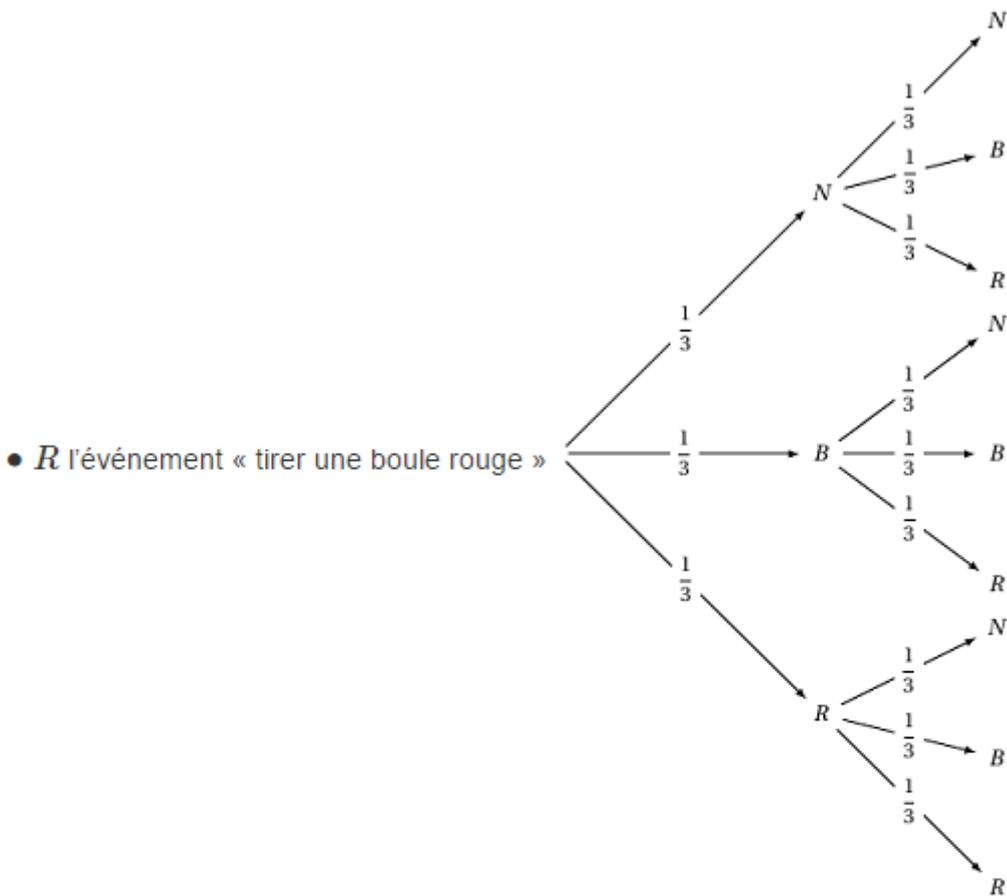 N
1/3
B
1/3
N
1/3
R
1/3
N
1/3
● R l'événement « tirer une boule rouge »
1/3
B
1/3
B
1/3
R
1/3
N
1/3
R
1/3
B
1/3
R